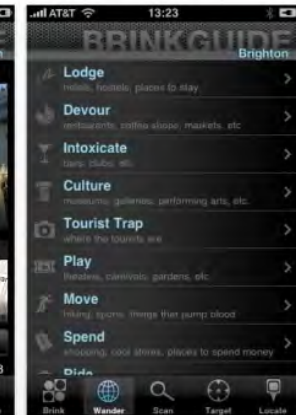 AT&T 13:23
BRINKGUIDE
Brighton
Lodge
hotels, hostels, places to stay
Devour
restaurants, coffee shops, markets, etc
Intoxicate
bars, clubs, etc
Culture
museums, galleries, performing arts, etc.
Tourist Trap
where the tourists are
Play
theaters, carnivals, gardens, etc
Move
hiking, sports, things that pump blood
Spend
shopping, cool stores, places to spend money
Ride
Brink Wander Scan Target Locate